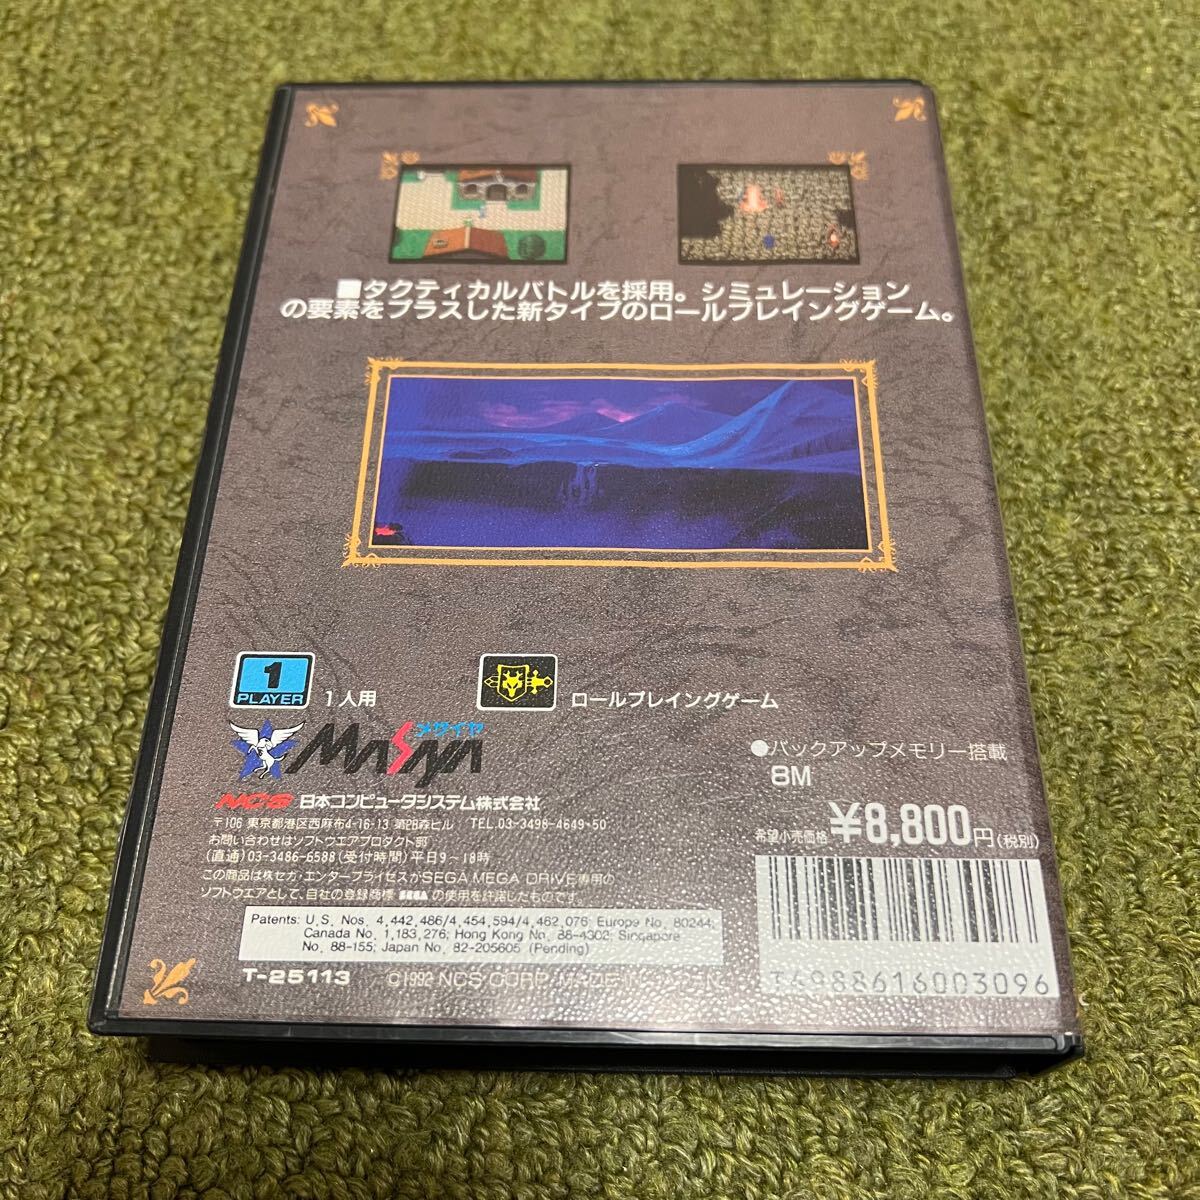 ■タクティカルバトルを採用。シミュレーション
の要素をプラスした新タイプのロールプレイングゲーム。
1
PLAYER
1人用
ロールプレイングゲーム
メサイヤ
MASAYA
NCS 日本コンピュータシステム株式会社
〒106 東京都港区西麻布4-16-13 第28森ビル TEL.03-3498-4649・50
お問い合わせはソフトウエアプロダクト部
(直通)03-3486-6588(受付時間)平日9〜18時
この商品は株セガ・エンタープライゼスがSEGA MEGA DRIVE専用の
ソフトウエアとして、自社の登録商標 SEGA の使用を許諾したものです。
●バックアップメモリー搭載
8M
希望小売価格 ¥8,800円(税別)
Patents: U.S. Nos. 4,442,486/4,454,594/4,462,076; Europe No. 80244;
Canada No. 1,183,276; Hong Kong No. 88-4302; Singapore
No. 88-155; Japan No. 82-205605 (Pending)
T-25113
©1992 NCS CORP. MADE IN JAPAN
4988616003096